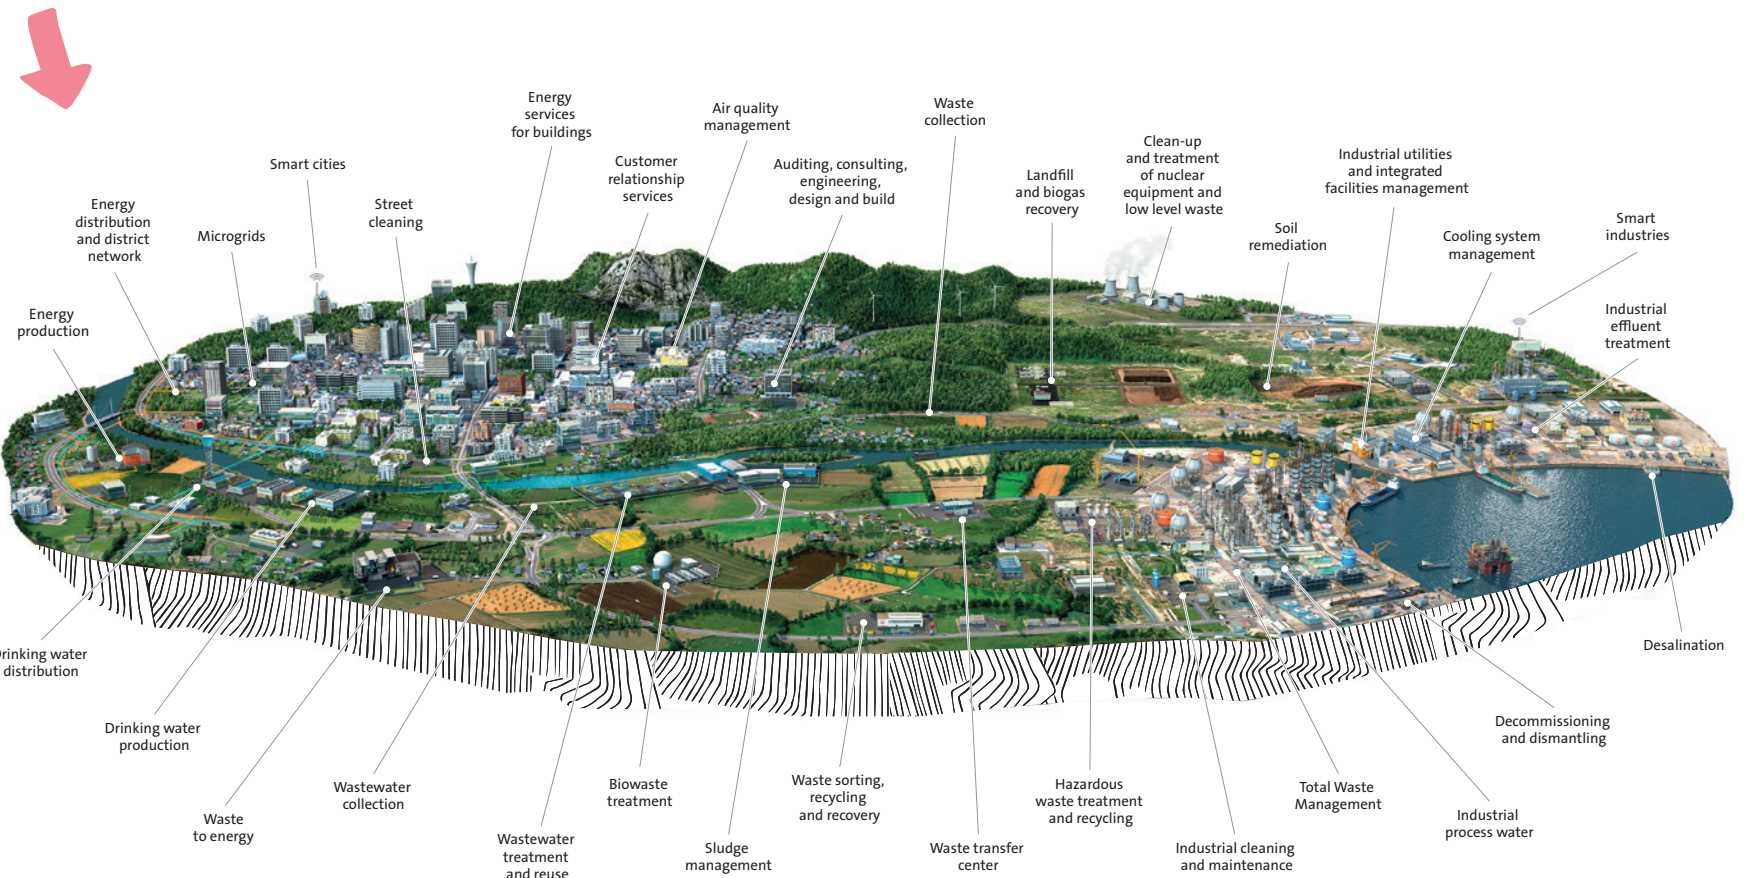 Energy
services
for buildings
Air quality
management
Waste
collection
Clean-up
and treatment
of nuclear
equipment and
low level waste
Industrial utilities
and integrated
facilities management
Smart cities
Customer
relationship
services
Auditing, consulting,
engineering,
design and build
Landfill
and biogas
recovery
Energy
distribution
and district
network
Microgrids
Street
cleaning
Soil
remediation
Cooling system
management
Smart
industries
Energy
production
Industrial
effluent
treatment
Drinking water
distribution
Desalination
Drinking water
production
Decommissioning
and dismantling
Waste
to energy
Wastewater
collection
Wastewater
treatment
and reuse
Biowaste
treatment
Sludge
management
Waste sorting,
recycling
and recovery
Waste transfer
center
Hazardous
waste treatment
and recycling
Industrial cleaning
and maintenance
Total Waste
Management
Industrial
process water